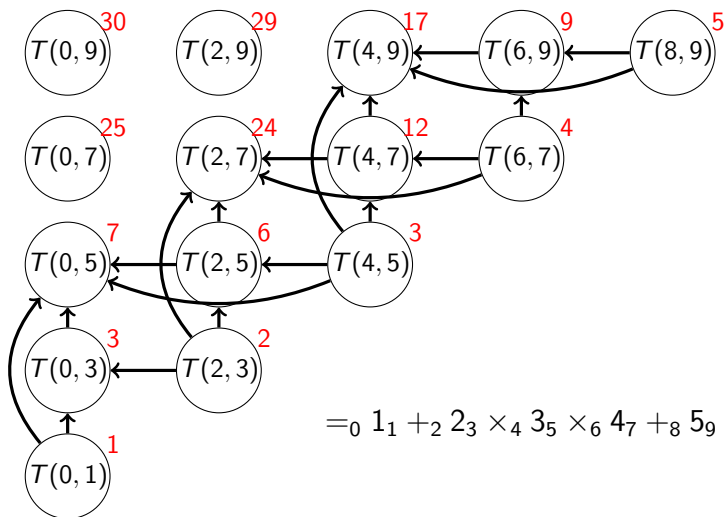 30 29 17 9 5
T(0, 9) T(2, 9) T(4, 9) T(6, 9) T(8, 9)
25 24 12 4
T(0, 7) T(2, 7) T(4, 7) T(6, 7)
7 6 3
T(0, 5) T(2, 5) T(4, 5)
3 2
T(0, 3) T(2, 3)
=₀ 1₁ +₂ 2₃ ×₄ 3₅ ×₆ 4₇ +₈ 5₉
1
T(0, 1)